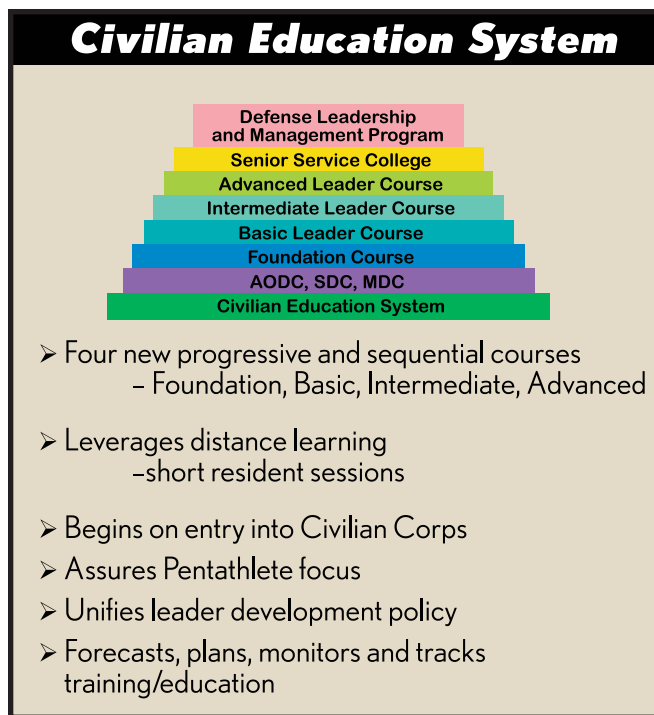 Civilian Education System
Defense Leadership
and Management Program
Senior Service College
Advanced Leader Course
Intermediate Leader Course
Basic Leader Course
Foundation Course
AODC, SDC, MDC
Civilian Education System
➢ Four new progressive and sequential courses
– Foundation, Basic, Intermediate, Advanced
➢ Leverages distance learning
–short resident sessions
➢ Begins on entry into Civilian Corps
➢ Assures Pentathlete focus
➢ Unifies leader development policy
➢ Forecasts, plans, monitors and tracks
training/education